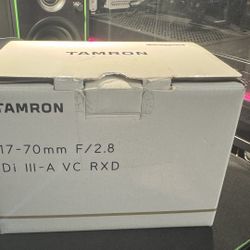 TAMRON
TAMRON
17-70mm F/2.8
Di III-A VC RXD